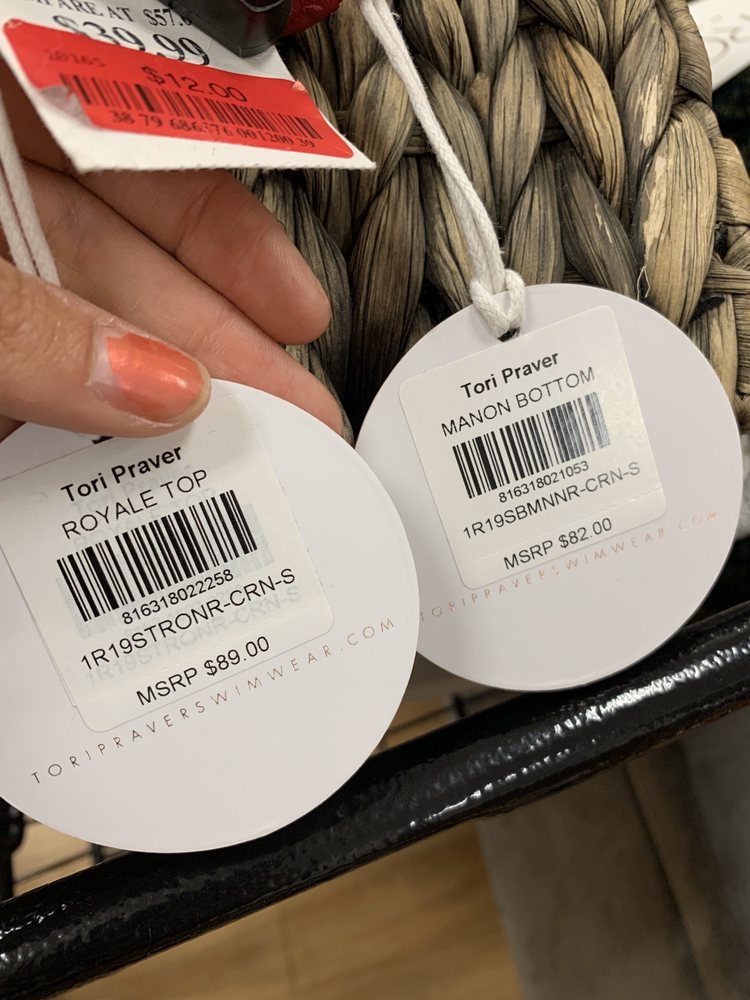 $39.99
$12.00
Tori Praver
ROYALE TOP
816318022258
1R19STRONR-CRN-S
MSRP $89.00
TORIPRAVERSWIMWEAR.COM
Tori Praver
MANON BOTTOM
816318021053
1R19SBMNNR-CRN-S
MSRP $82.00
TORIPRAVERSWIMWEAR.COM